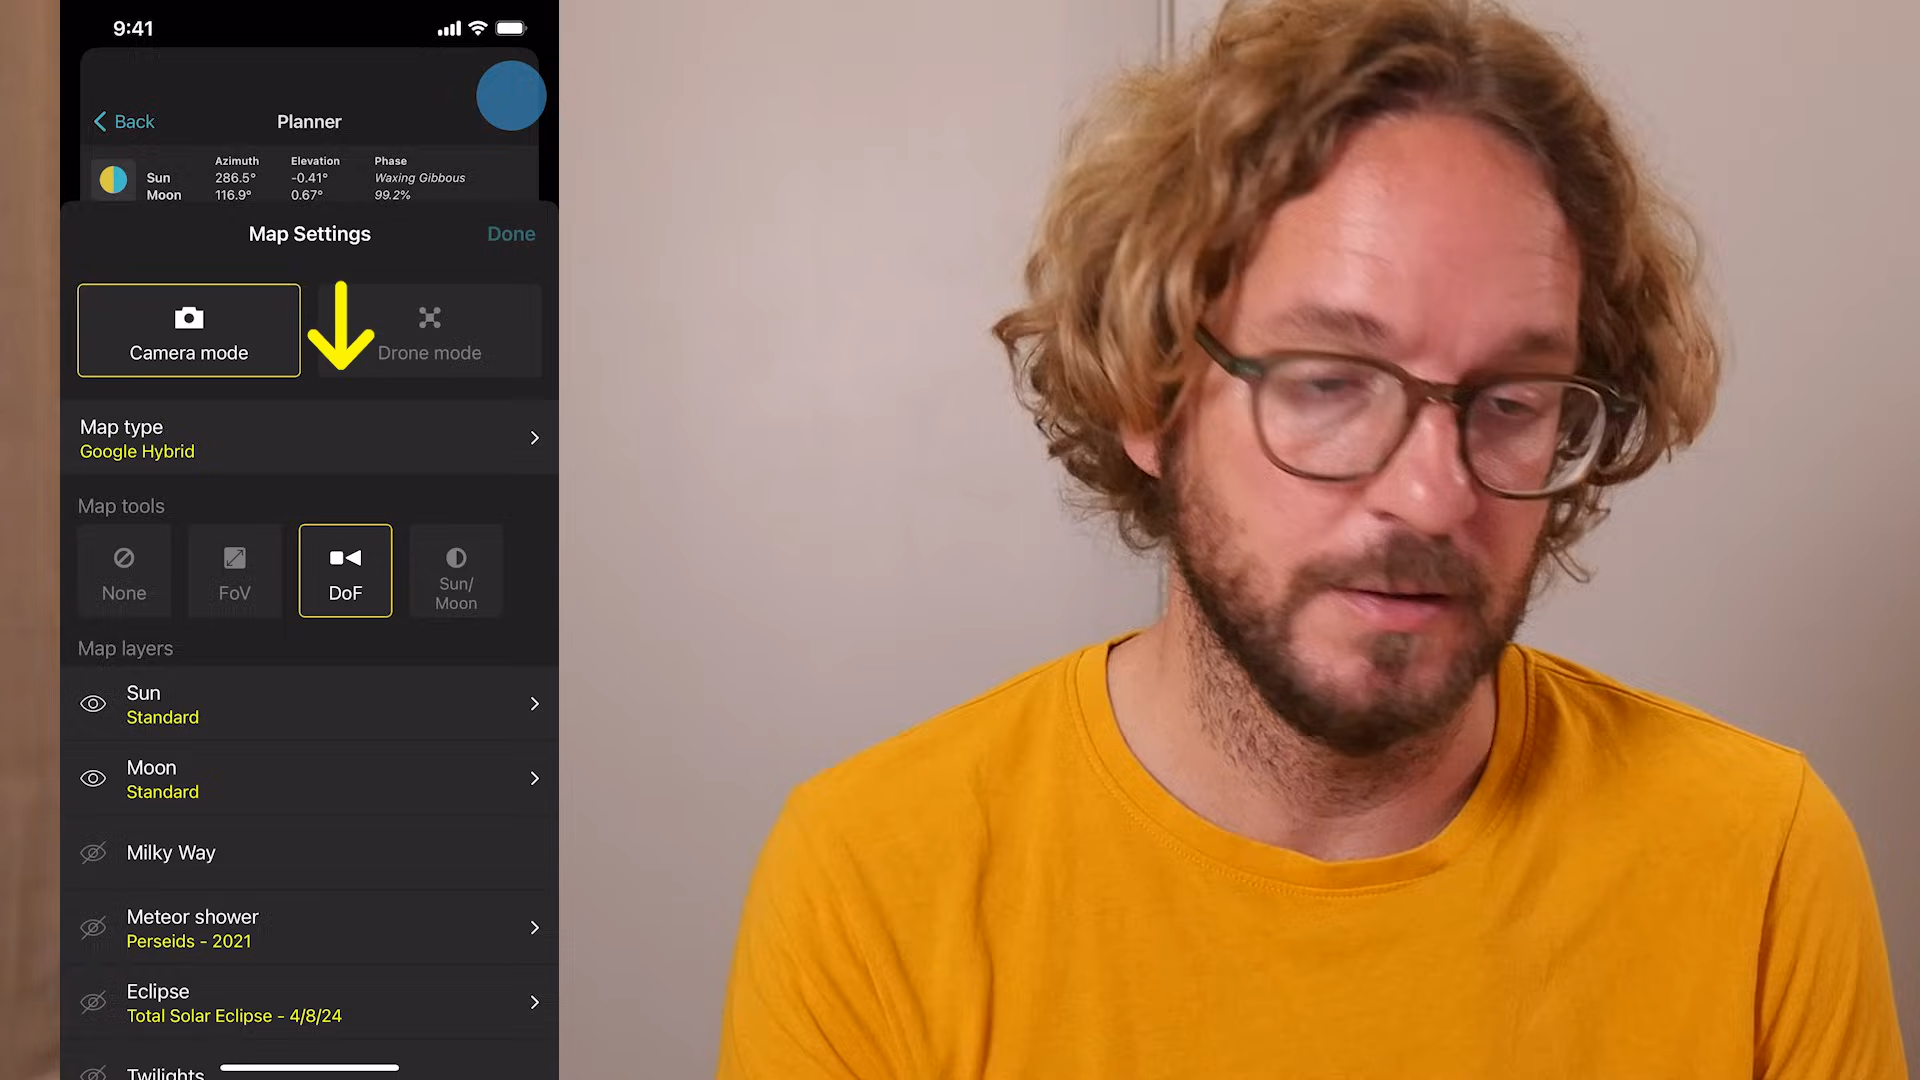 9:41
Back
Planner
Azimuth Elevation Phase
Sun 286.5° -0.41° Waxing Gibbous
Moon 116.9° 0.67° 99.2%
Map Settings
Done
Camera mode
Drone mode
Map type
Google Hybrid
Map tools
None
FoV
DoF
Sun/
Moon
Map layers
Sun
Standard
Moon
Standard
Milky Way
Meteor shower
Perseids - 2021
Eclipse
Total Solar Eclipse - 4/8/24
Twilights